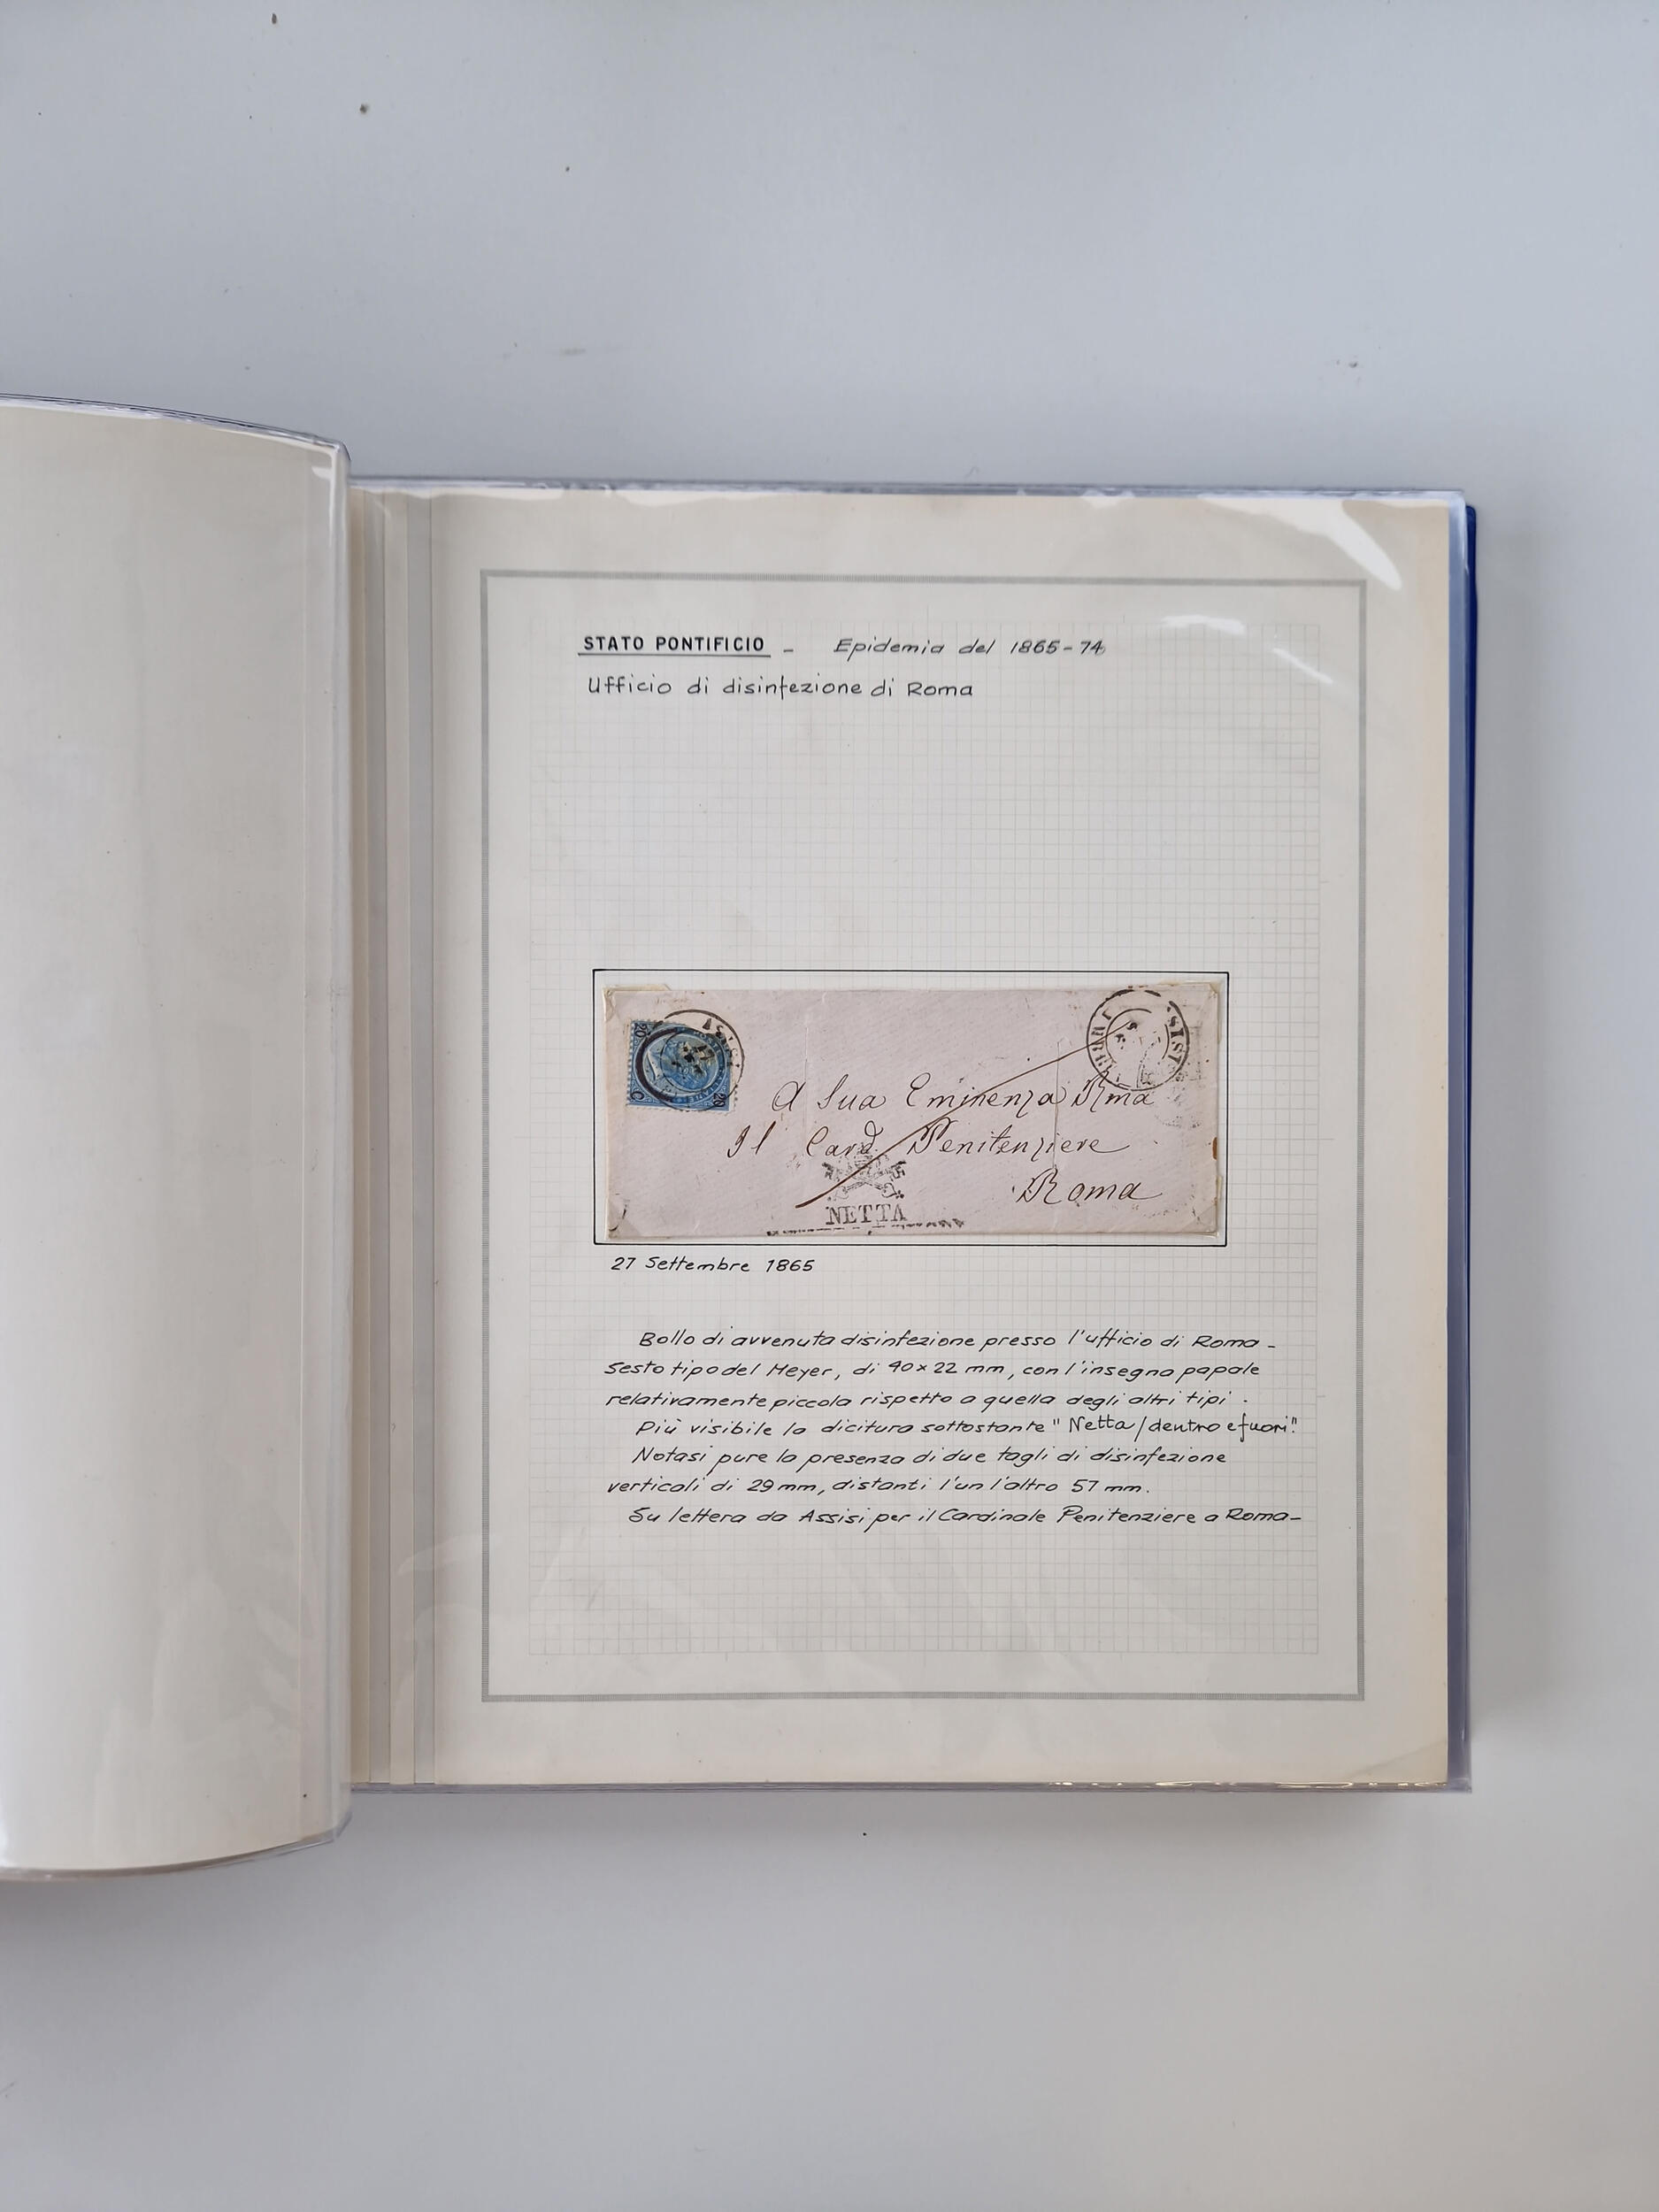 STATO PONTIFICIO - Epidemia del 1865-74
Ufficio di disinfezione di Roma
ASSISI
20
20
C
A Sua Eminenza Rma
Il Card Penitenziere
Roma
NETTA
27 Settembre 1865
Bollo di avvenuta disinfezione presso l'ufficio di Roma -
Sesto tipo del Meyer, di 40x22 mm, con l'insegna papale
relativamente piccola rispetto a quella degli altri tipi.
Più visibile la dicitura sottostante "Netta/dentro e fuori".
Notasi pure la presenza di due tagli di disinfezione
verticali di 29 mm, distanti l'un l'altro 57 mm.
Su lettera da Assisi per il Cardinale Penitenziere a Roma-